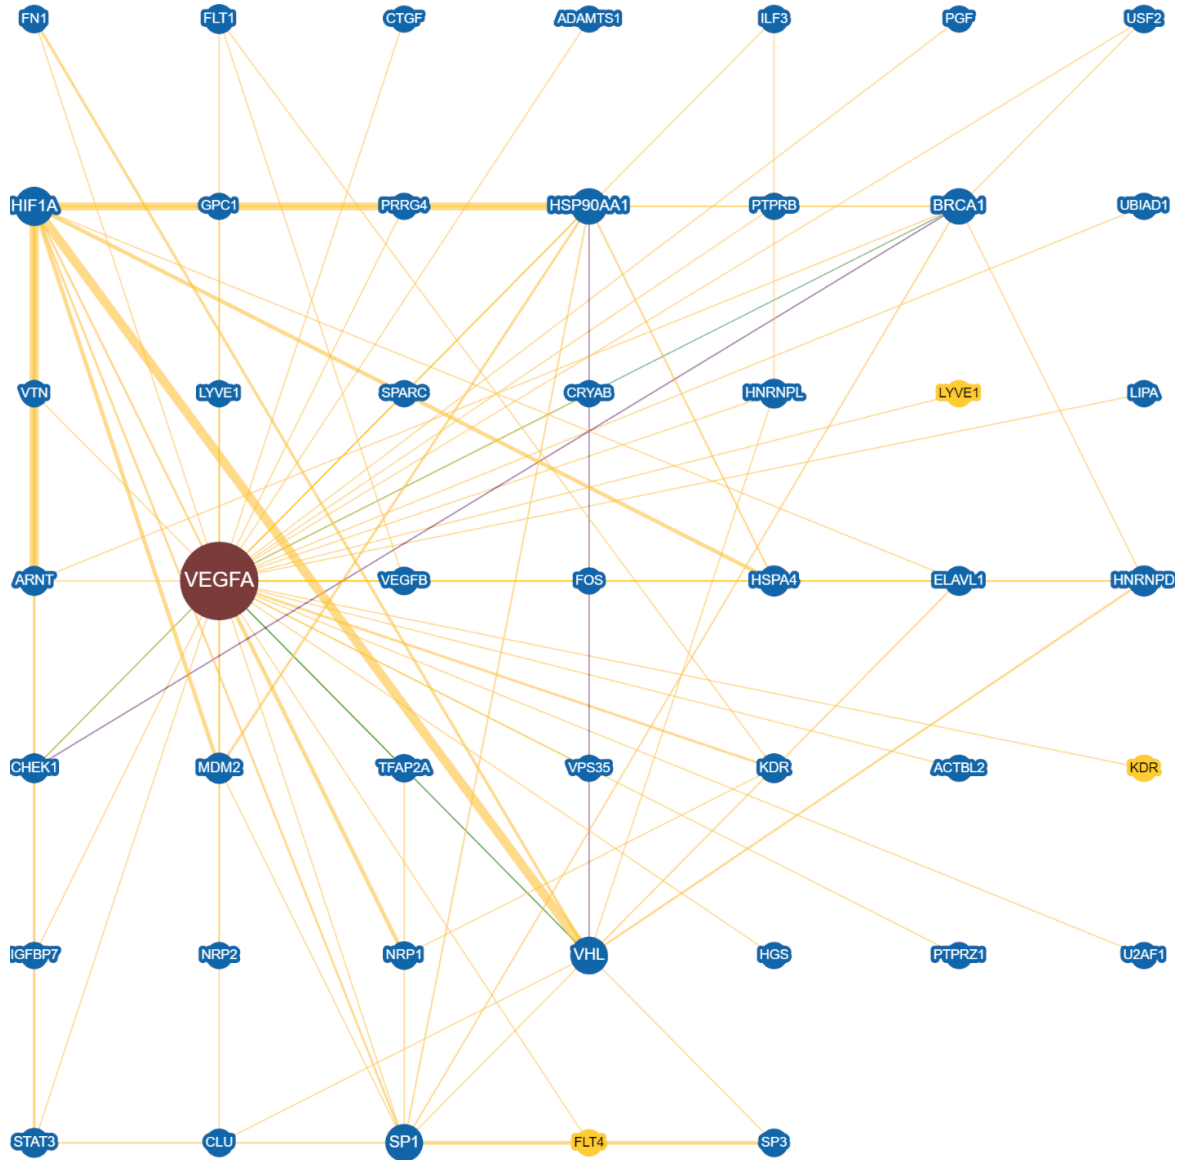 FN1 FLT1 CTGF ADAMTS1 ILF3 PGF USF2
HIF1A GPC1 PRRG4 HSP90AA1 PTPRB BRCA1 UBIAD1
VTN LYVE1 SPARC CRYAB HNRNPL LYVE1 LIPA
ARNT VEGFA VEGFB FOS HSPA4 ELAVL1 HNRNPD
CHEK1 MDM2 TFAP2A VPS35 KDR ACTBL2 KDR
IGFBP7 NRP2 NRP1 VHL HGS PTPRZ1 U2AF1
STAT3 CLU SP1 FLT4 SP3